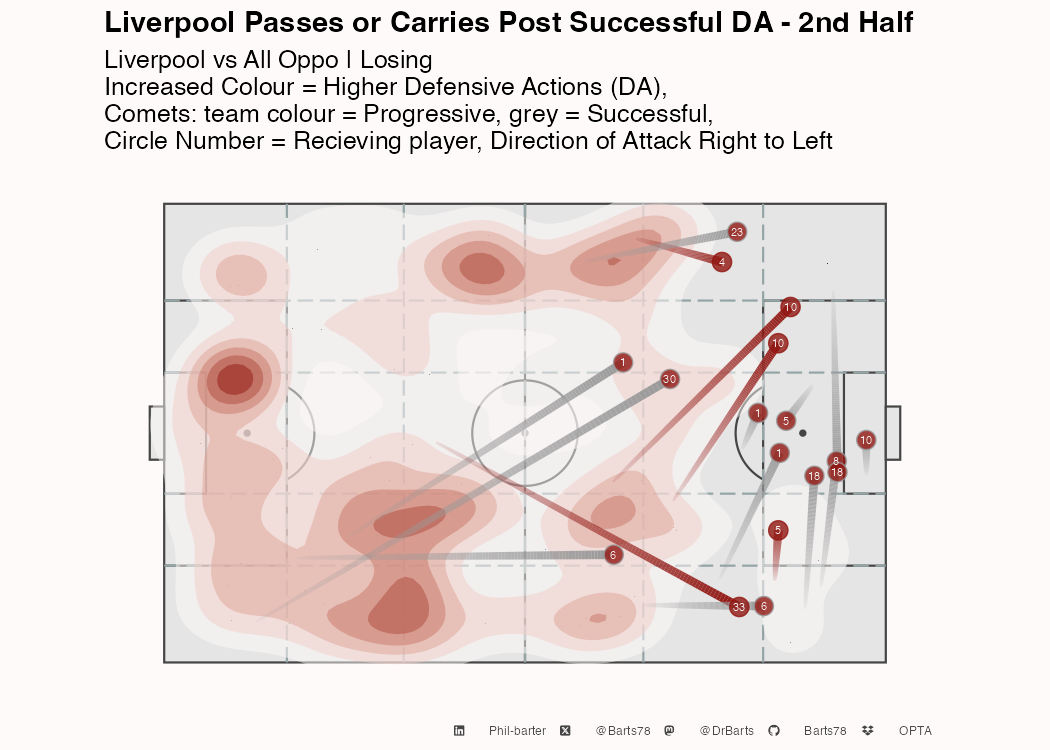 Liverpool Passes or Carries Post Successful DA - 2nd Half
Liverpool vs All Oppo | Losing
Increased Colour = Higher Defensive Actions (DA),
Comets: team colour = Progressive, grey = Successful,
Circle Number = Recieving player, Direction of Attack Right to Left
23
4
10
10
1
30
1
5
10
1
8
18
18
5
6
33
6
Phil-barter @Barts78 @DrBarts Barts78 OPTA